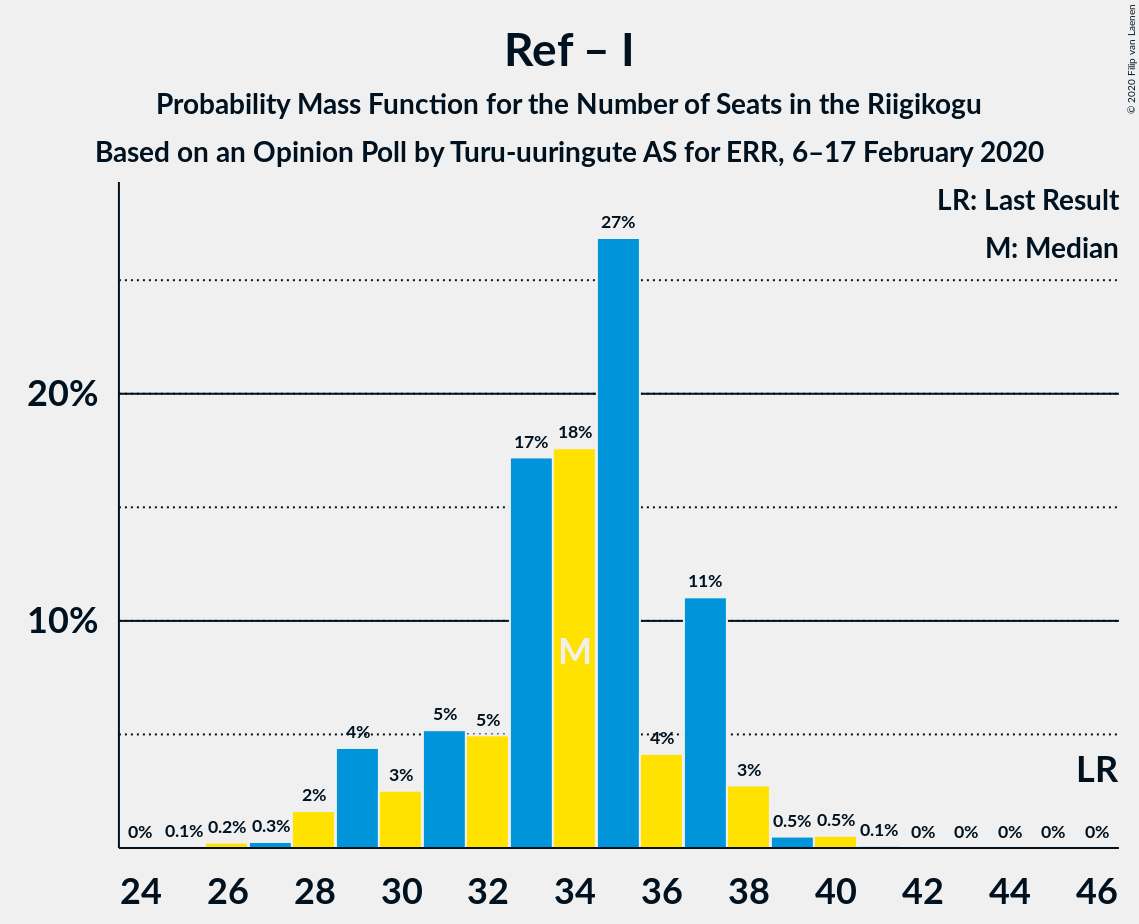 Ref – I
Probability Mass Function for the Number of Seats in the Riigikogu
Based on an Opinion Poll by Turu-uuringute AS for ERR, 6–17 February 2020
© 2020 Filip van Laenen
LR: Last Result
M: Median
27%
20%
17% 18%
11%
10%
M
5% 5%
4% 4%
3% 3%
2%
LR
0% 0.1% 0.2% 0.3% 0.5% 0.5% 0.1% 0% 0% 0% 0% 0%
24 26 28 30 32 34 36 38 40 42 44 46